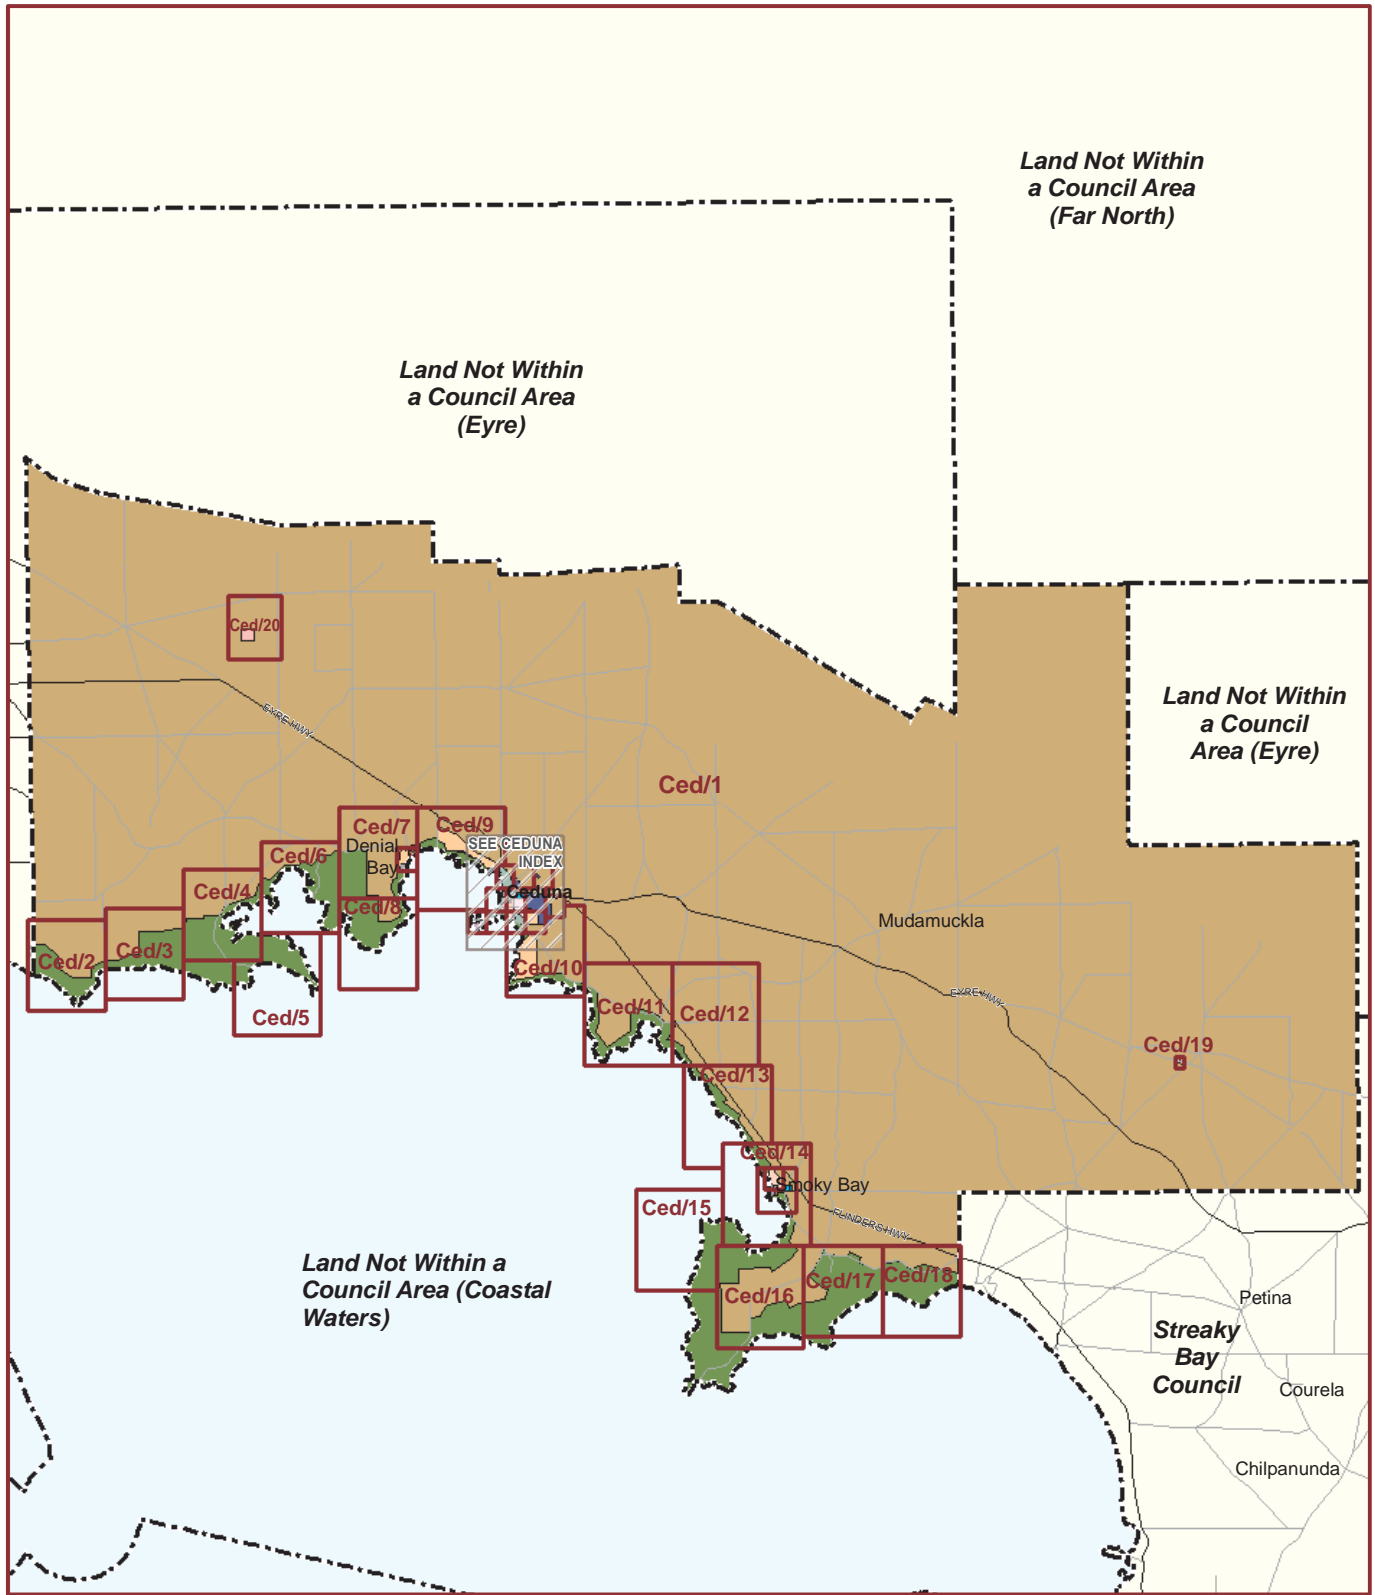 Land Not Within
a Council Area
(Far North)
Land Not Within
a Council Area
(Eyre)
Ced/20
Land Not Within
a Council
Area (Eyre)
EYRE HWY
Ced/1
Ced/7
Ced/9
Denial
Bay
SEE CEDUNA
INDEX
Ced/6
Ced/4
Ceduna
Ced/8
Mudamuckla
Ced/3
Ced/2
Ced/10
EYRE HWY
Ced/11
Ced/12
Ced/5
Ced/19
Ced/13
Ced/14
Smoky Bay
Ced/15
FLINDERS HWY
Land Not Within a
Council Area (Coastal
Waters)
Ced/16
Ced/17
Ced/18
Petina
Streaky
Bay
Council
Courela
Chilpanunda